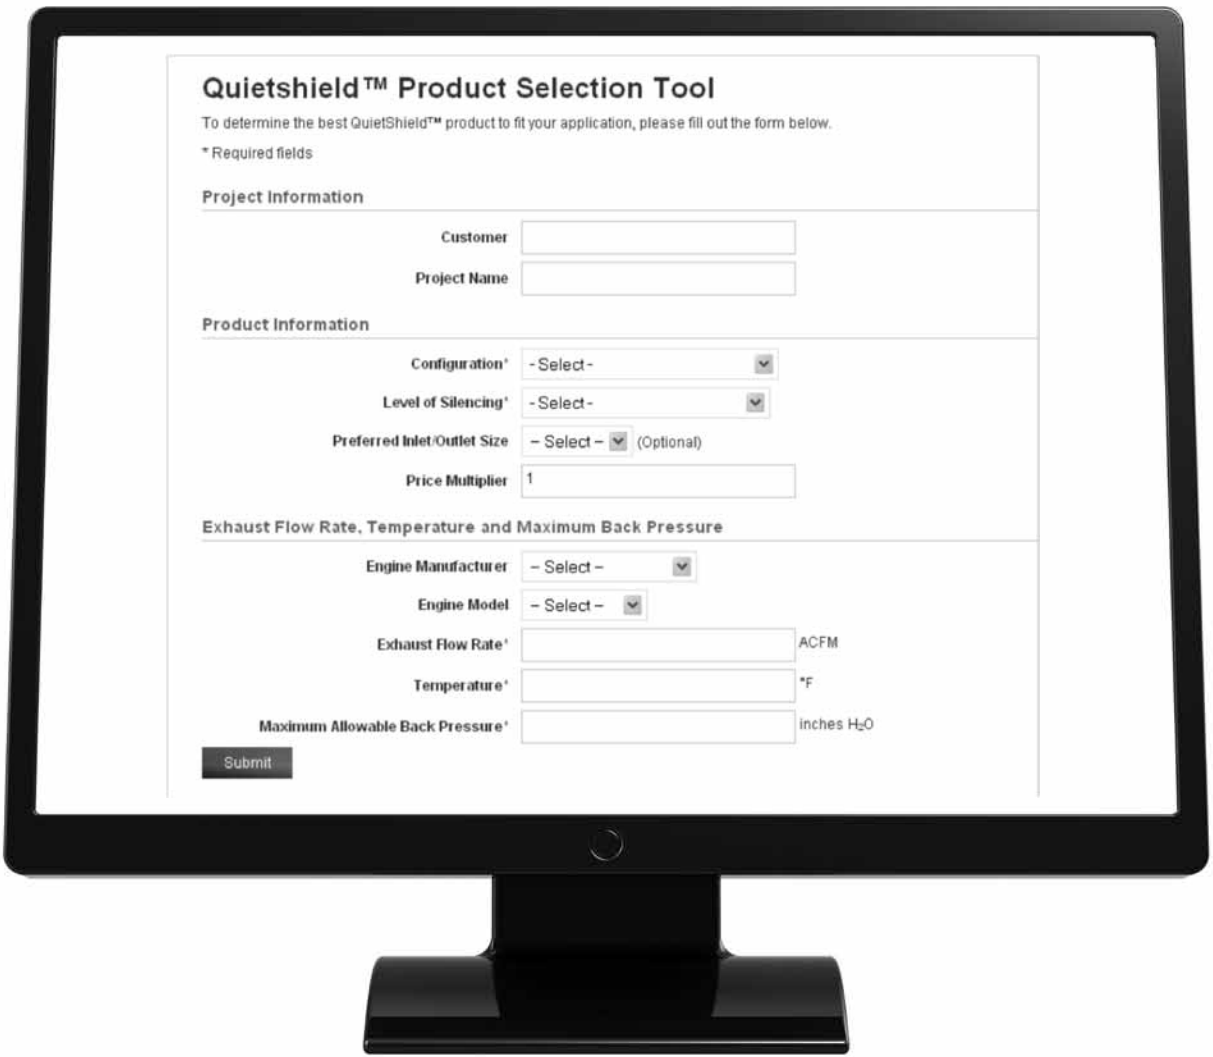 Quietshield™ Product Selection Tool
To determine the best QuietShield™ product to fit your application, please fill out the form below.
* Required fields
Project Information
Customer
Project Name
Product Information
Configuration* - Select -
Level of Silencing* - Select -
Preferred Inlet/Outlet Size – Select – (Optional)
Price Multiplier 1
Exhaust Flow Rate, Temperature and Maximum Back Pressure
Engine Manufacturer – Select –
Engine Model – Select –
Exhaust Flow Rate* ACFM
Temperature* °F
Maximum Allowable Back Pressure* inches H₂O
Submit